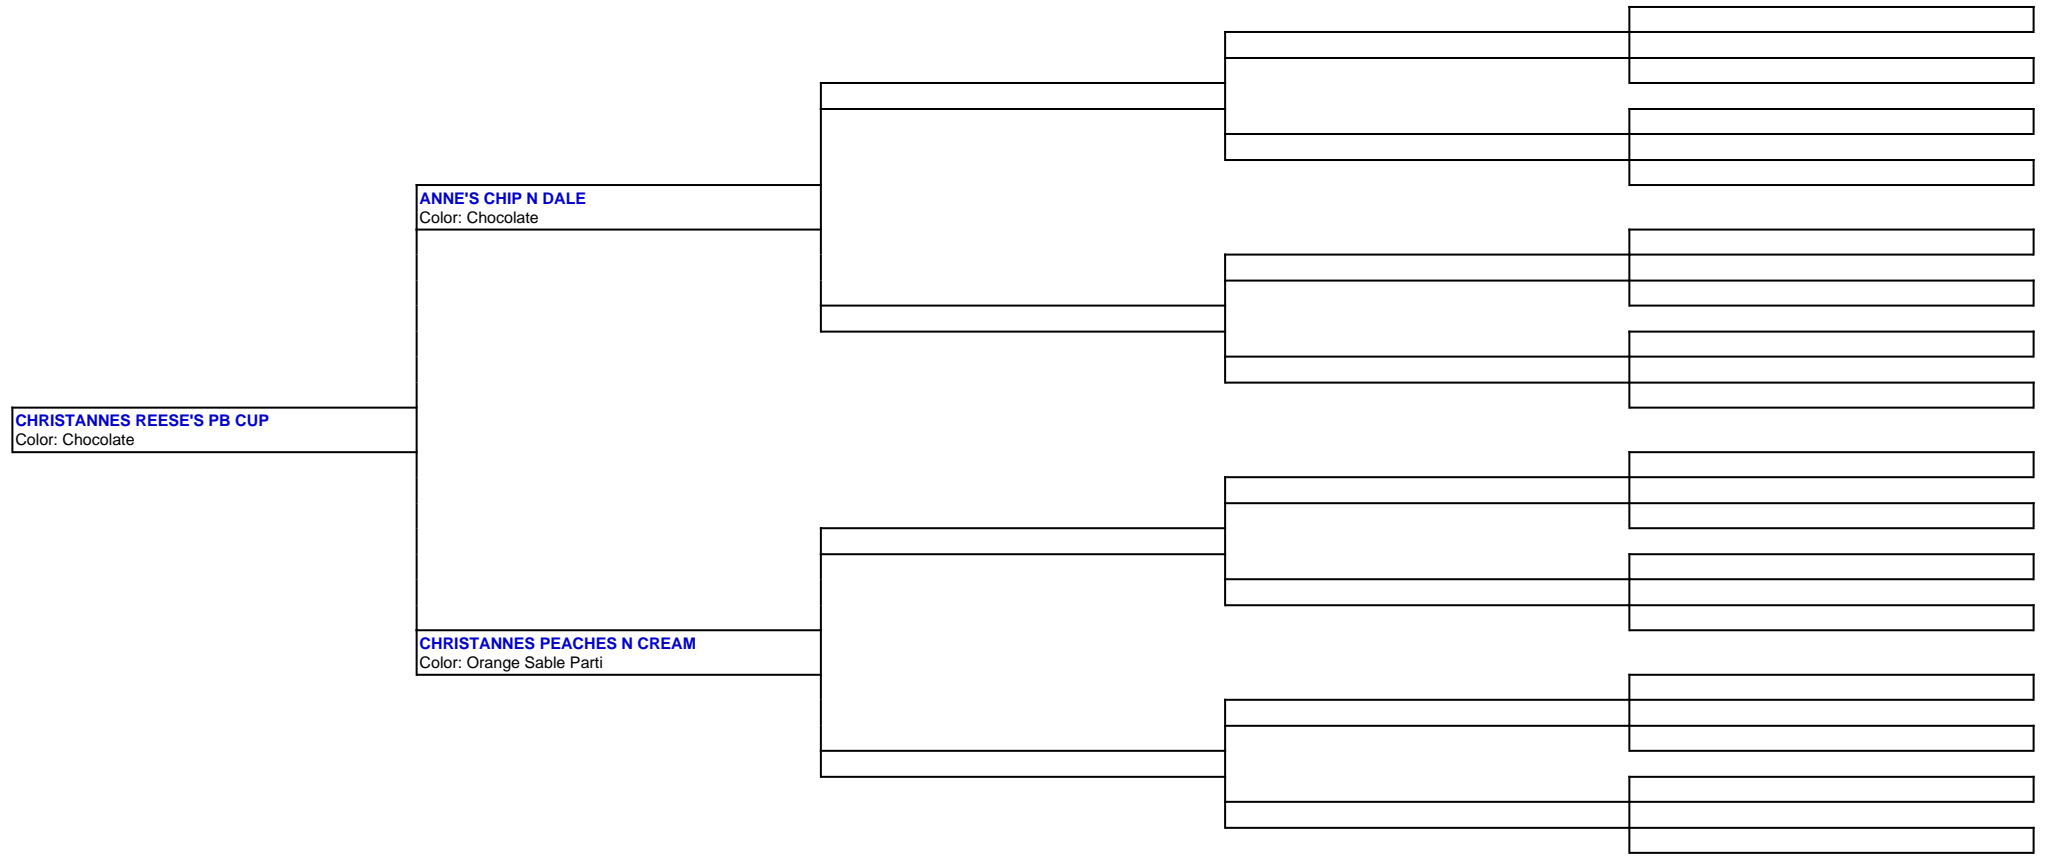 ANNE'S CHIP N DALE
Color: Chocolate
CHRISTANNES REESE'S PB CUP
Color: Chocolate
CHRISTANNES PEACHES N CREAM
Color: Orange Sable Parti